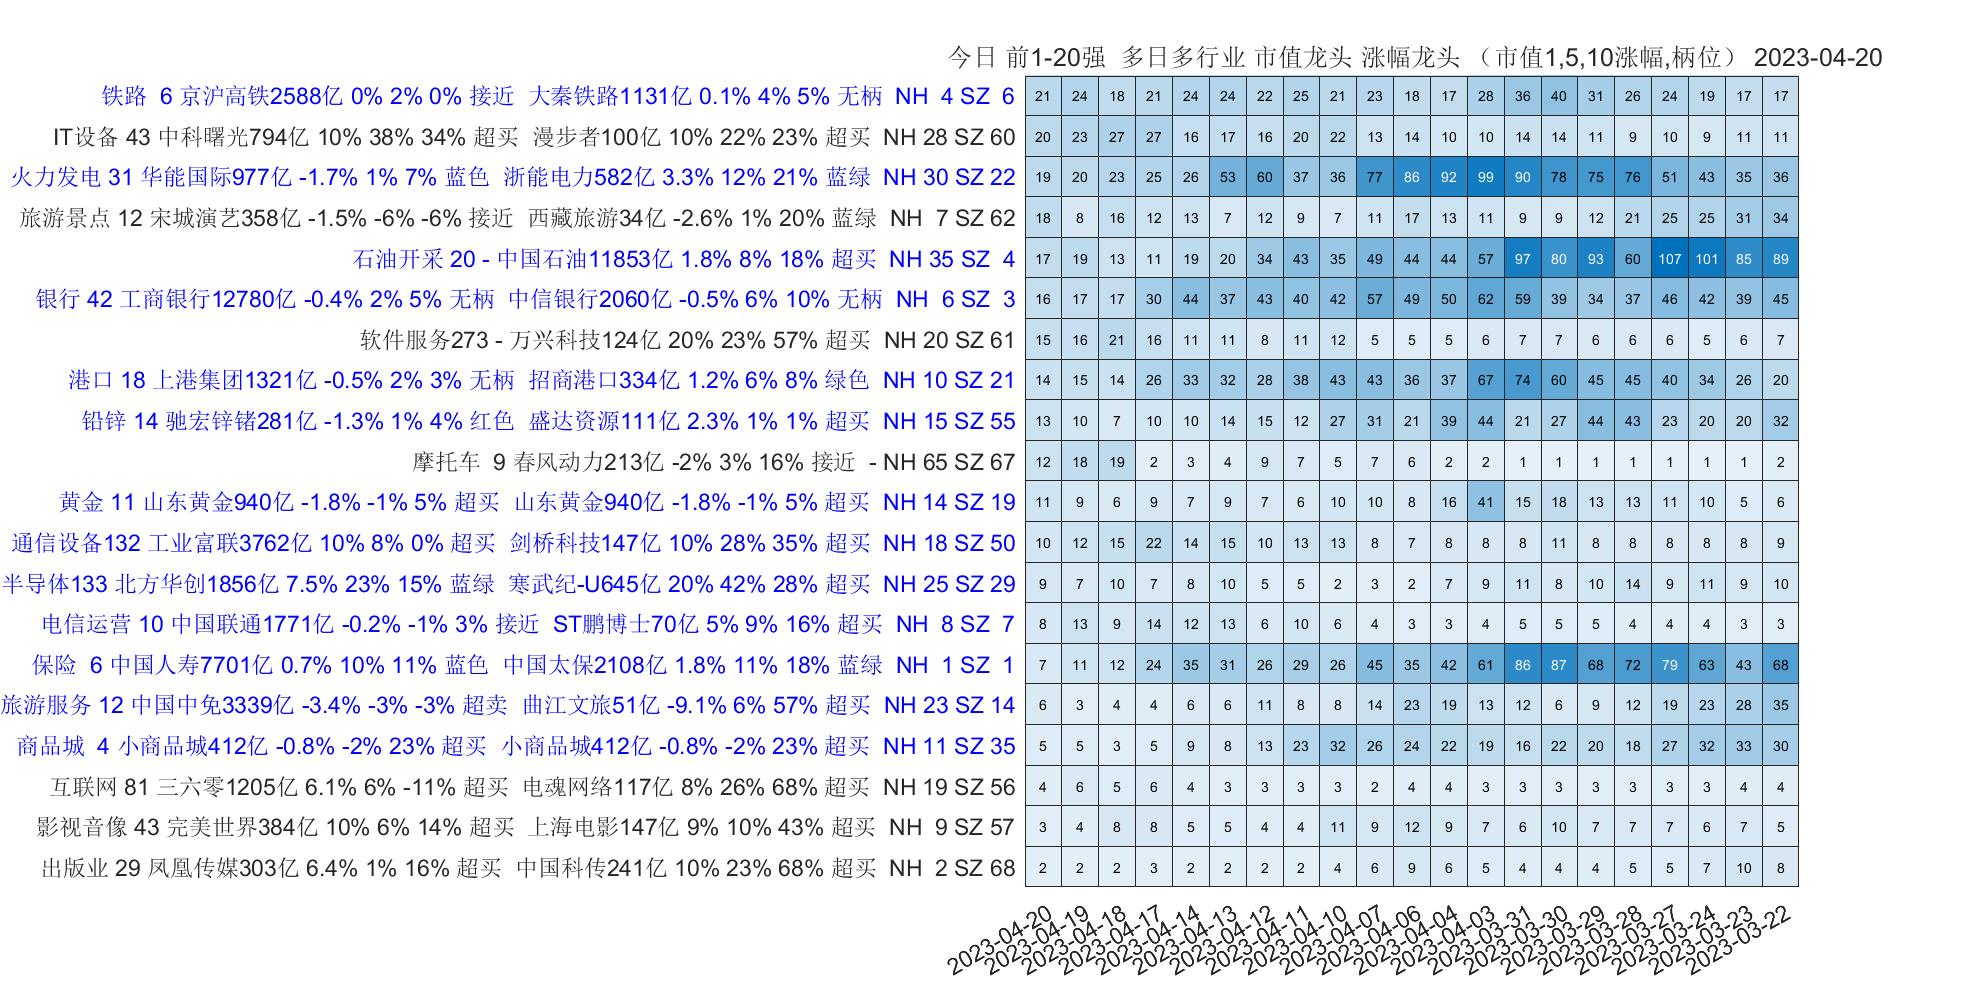 今日 前1-20强 多日多行业 市值龙头 涨幅龙头 （市值1,5,10涨幅,柄位） 2023-04-20
铁路 6 京沪高铁2588亿 0% 2% 0% 接近 大秦铁路1131亿 0.1% 4% 5% 无柄 NH 4 SZ 6 21 24 18 21 24 24 22 25 21 23 18 17 28 36 40 31 26 24 19 17 17
IT设备 43 中科曙光794亿 10% 38% 34% 超买 漫步者100亿 10% 22% 23% 超买 NH 28 SZ 60 20 23 27 27 16 17 16 20 22 13 14 10 10 14 14 11 9 10 9 11 11
火力发电 31 华能国际977亿 -1.7% 1% 7% 蓝色 浙能电力582亿 3.3% 12% 21% 蓝绿 NH 30 SZ 22 19 20 23 25 26 53 60 37 36 77 86 92 99 90 78 75 76 51 43 35 36
旅游景点 12 宋城演艺358亿 -1.5% -6% -6% 接近 西藏旅游34亿 -2.6% 1% 20% 蓝绿 NH 7 SZ 62 18 8 16 12 13 7 12 9 7 11 17 13 11 9 9 12 21 25 25 31 34
石油开采 20 - 中国石油11853亿 1.8% 8% 18% 超买 NH 35 SZ 4 17 19 13 11 19 20 34 43 35 49 44 44 57 97 80 93 60 107 101 85 89
银行 42 工商银行12780亿 -0.4% 2% 5% 无柄 中信银行2060亿 -0.5% 6% 10% 无柄 NH 6 SZ 3 16 17 17 30 44 37 43 40 42 57 49 50 62 59 39 34 37 46 42 39 45
软件服务273 - 万兴科技124亿 20% 23% 57% 超买 NH 20 SZ 61 15 16 21 16 11 11 8 11 12 5 5 5 6 7 7 6 6 6 5 6 7
港口 18 上港集团1321亿 -0.5% 2% 3% 无柄 招商港口334亿 1.2% 6% 8% 绿色 NH 10 SZ 21 14 15 14 26 33 32 28 38 43 43 36 37 67 74 60 45 45 40 34 26 20
铅锌 14 驰宏锌锗281亿 -1.3% 1% 4% 红色 盛达资源111亿 2.3% 1% 1% 超买 NH 15 SZ 55 13 10 7 10 10 14 15 12 27 31 21 39 44 21 27 44 43 23 20 20 32
摩托车 9 春风动力213亿 -2% 3% 16% 接近 - NH 65 SZ 67 12 18 19 2 3 4 9 7 5 7 6 2 2 1 1 1 1 1 1 1 2
黄金 11 山东黄金940亿 -1.8% -1% 5% 超买 山东黄金940亿 -1.8% -1% 5% 超买 NH 14 SZ 19 11 9 6 9 7 9 7 6 10 10 8 16 41 15 18 13 13 11 10 5 6
通信设备132 工业富联3762亿 10% 8% 0% 超买 剑桥科技147亿 10% 28% 35% 超买 NH 18 SZ 50 10 12 15 22 14 15 10 13 13 8 7 8 8 8 11 8 8 8 8 8 9
半导体133 北方华创1856亿 7.5% 23% 15% 蓝绿 寒武纪-U645亿 20% 42% 28% 超买 NH 25 SZ 29 9 7 10 7 8 10 5 5 2 3 2 7 9 11 8 10 14 9 11 9 10
电信运营 10 中国联通1771亿 -0.2% -1% 3% 接近 ST鹏博士70亿 5% 9% 16% 超买 NH 8 SZ 7 8 13 9 14 12 13 6 10 6 4 3 3 4 5 5 5 4 4 4 3 3
保险 6 中国人寿7701亿 0.7% 10% 11% 蓝色 中国太保2108亿 1.8% 11% 18% 蓝绿 NH 1 SZ 1 7 11 12 24 35 31 26 29 26 45 35 42 61 86 87 68 72 79 63 43 68
旅游服务 12 中国中免3339亿 -3.4% -3% -3% 超卖 曲江文旅51亿 -9.1% 6% 57% 超买 NH 23 SZ 14 6 3 4 4 6 6 11 8 8 14 23 19 13 12 6 9 12 19 23 28 35
商品城 4 小商品城412亿 -0.8% -2% 23% 超买 小商品城412亿 -0.8% -2% 23% 超买 NH 11 SZ 35 5 5 3 5 9 8 13 23 32 26 24 22 19 16 22 20 18 27 32 33 30
互联网 81 三六零1205亿 6.1% 6% -11% 超买 电魂网络117亿 8% 26% 68% 超买 NH 19 SZ 56 4 6 5 6 4 3 3 3 3 2 4 4 3 3 3 3 3 3 3 4 4
影视音像 43 完美世界384亿 10% 6% 14% 超买 上海电影147亿 9% 10% 43% 超买 NH 9 SZ 57 3 4 8 8 5 5 4 4 11 9 12 9 7 6 10 7 7 7 6 7 5
出版业 29 凤凰传媒303亿 6.4% 1% 16% 超买 中国科传241亿 10% 23% 68% 超买 NH 2 SZ 68 2 2 2 3 2 2 2 2 4 6 9 6 5 4 4 4 5 5 7 10 8
2023-04-20 2023-04-19 2023-04-18 2023-04-17 2023-04-14 2023-04-13 2023-04-12 2023-04-11 2023-04-10 2023-04-07 2023-04-06 2023-04-04 2023-04-03 2023-03-31 2023-03-30 2023-03-29 2023-03-28 2023-03-27 2023-03-24 2023-03-23 2023-03-22